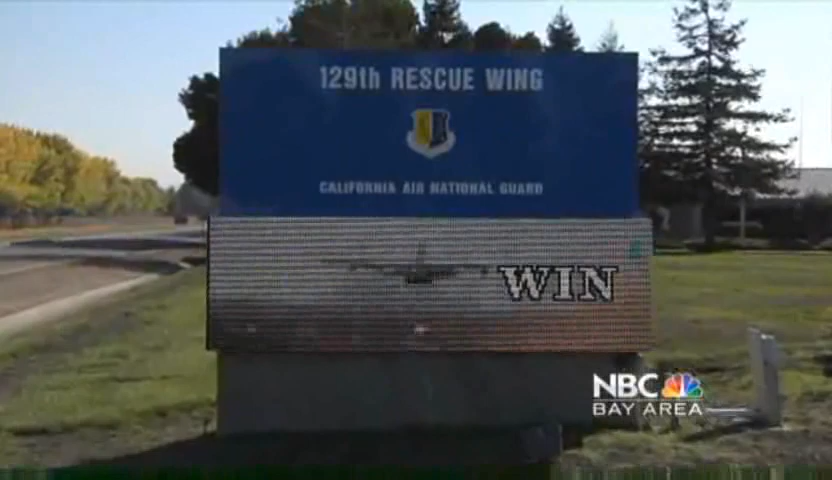 129th RESCUE WING
CALIFORNIA AIR NATIONAL GUARD
WIN
NBC
BAY AREA